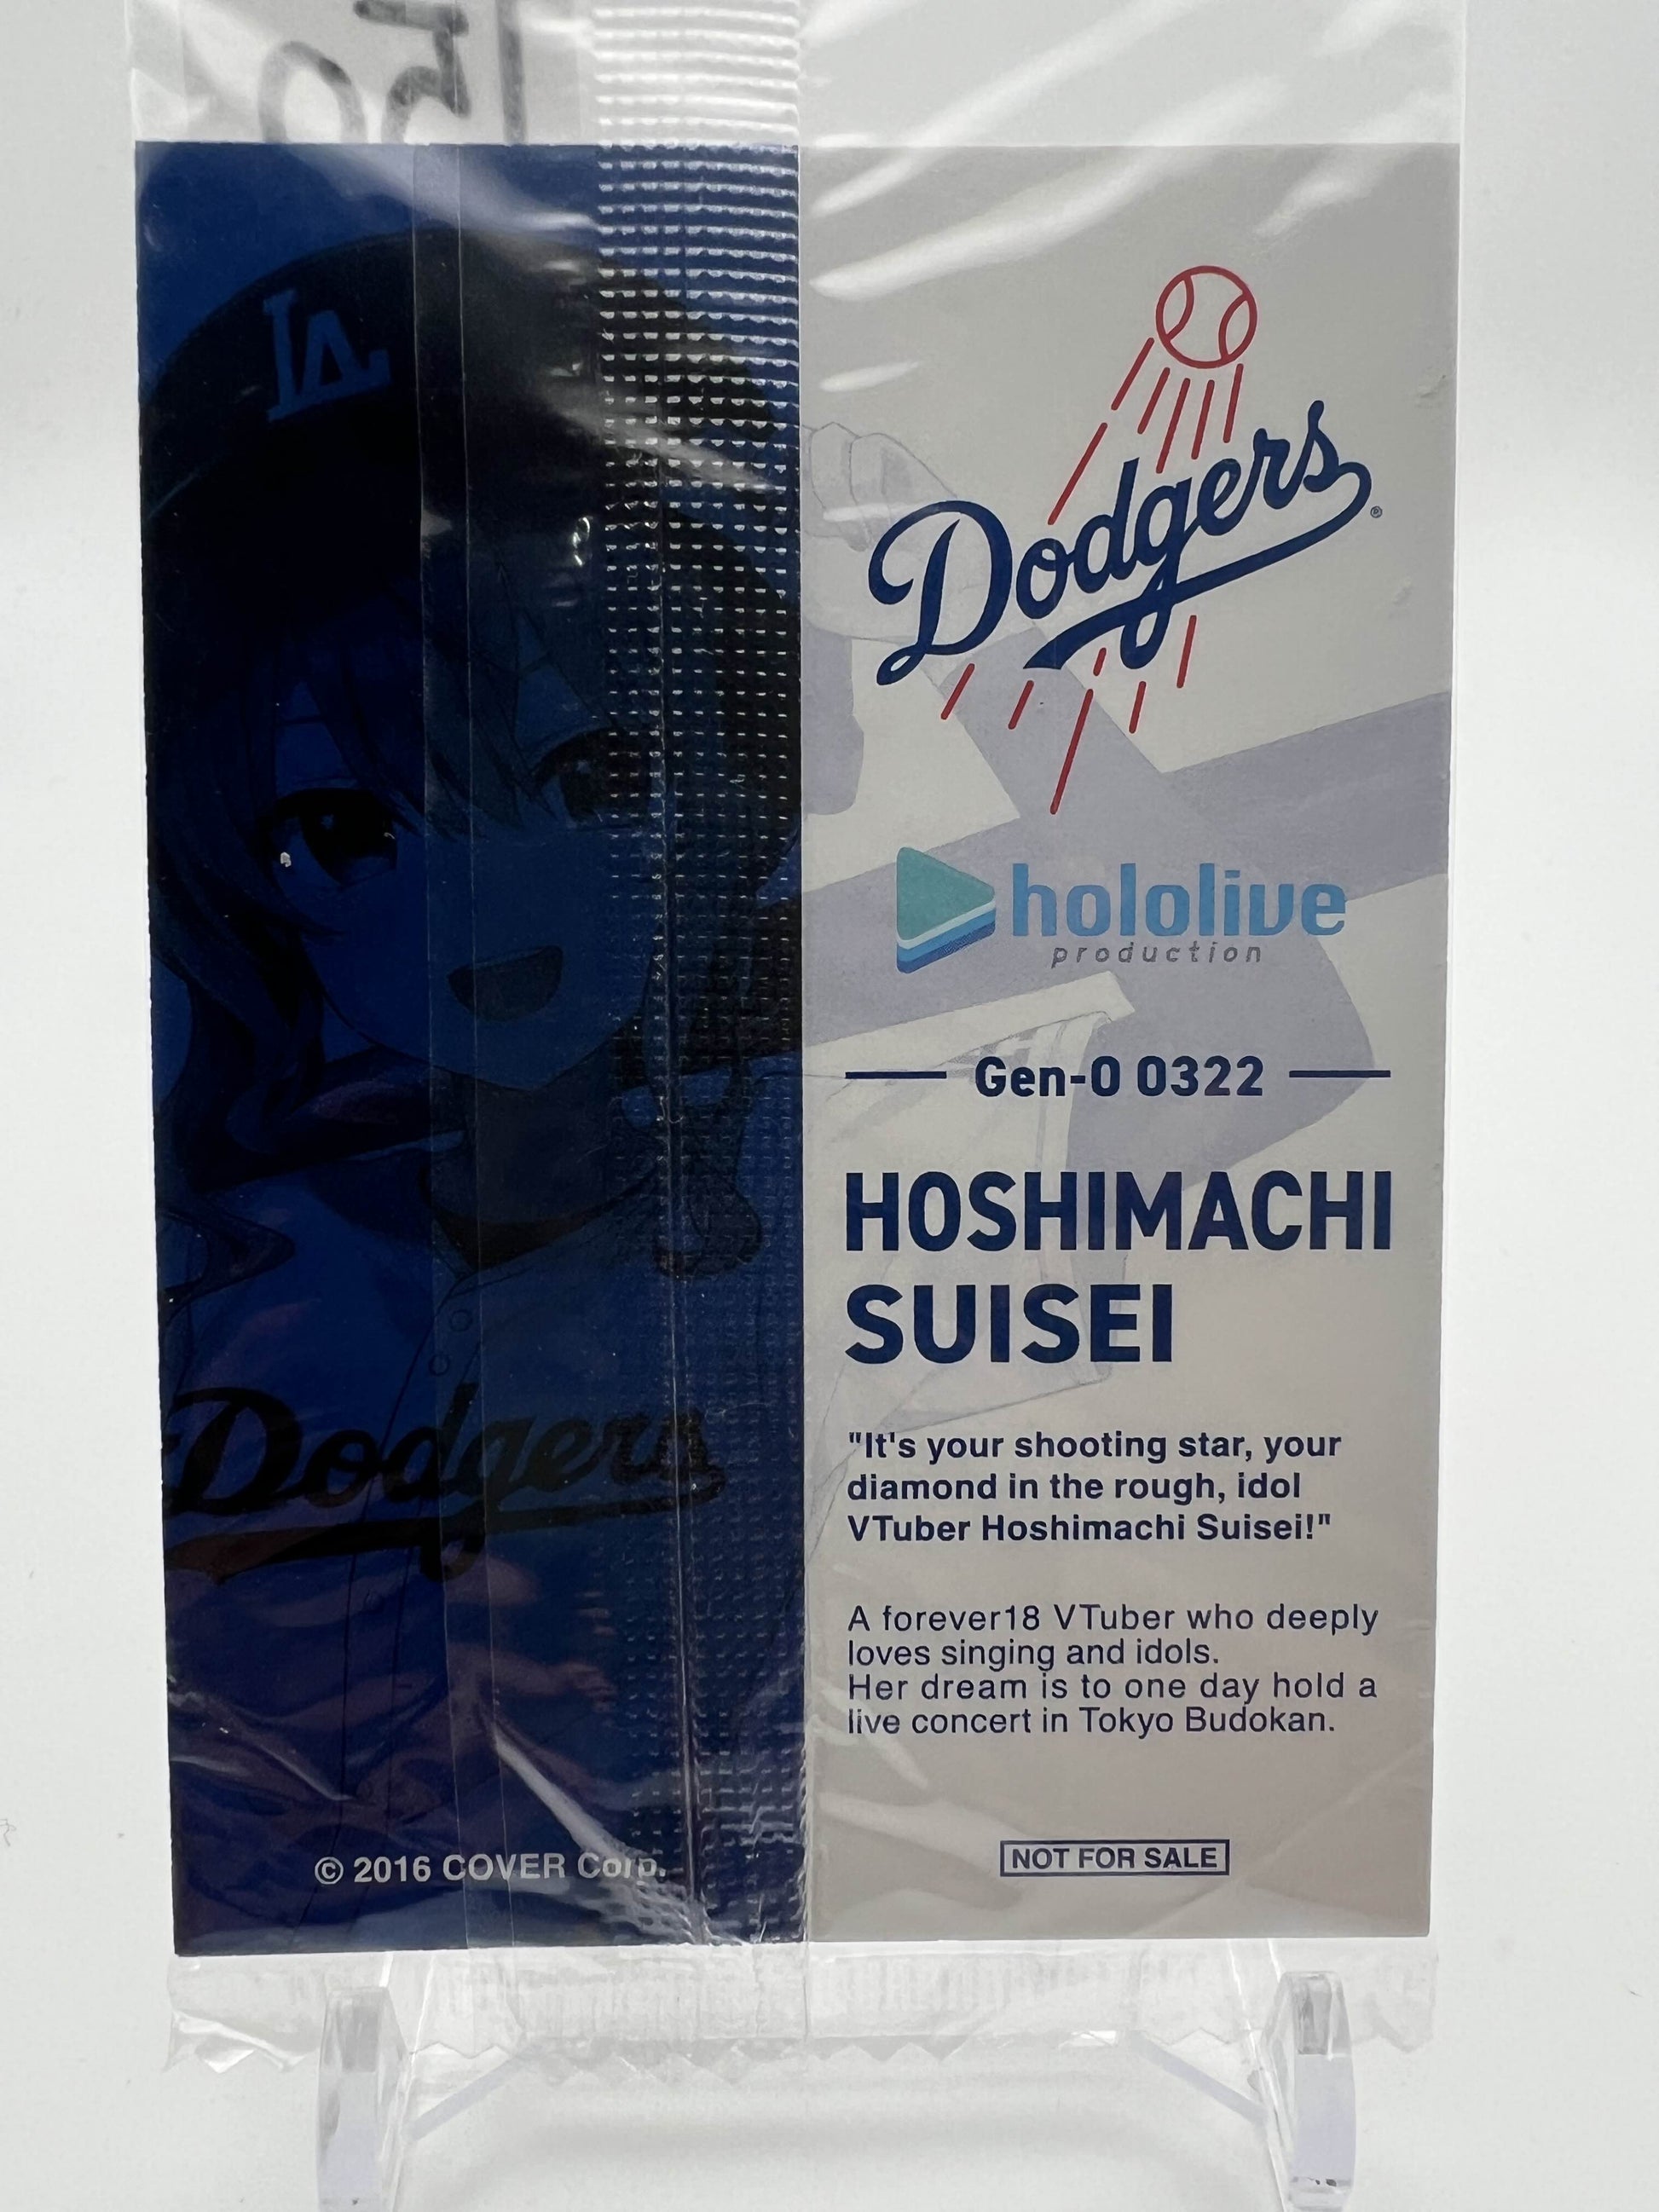 150
LA
Dodgers
© 2016 COVER Corp.
Dodgers ®
hololive
production
Gen-0 0322
HOSHIMACHI
SUISEI
"It's your shooting star, your
diamond in the rough, idol
VTuber Hoshimachi Suisei!"
A forever18 VTuber who deeply
loves singing and idols.
Her dream is to one day hold a
live concert in Tokyo Budokan.
NOT FOR SALE